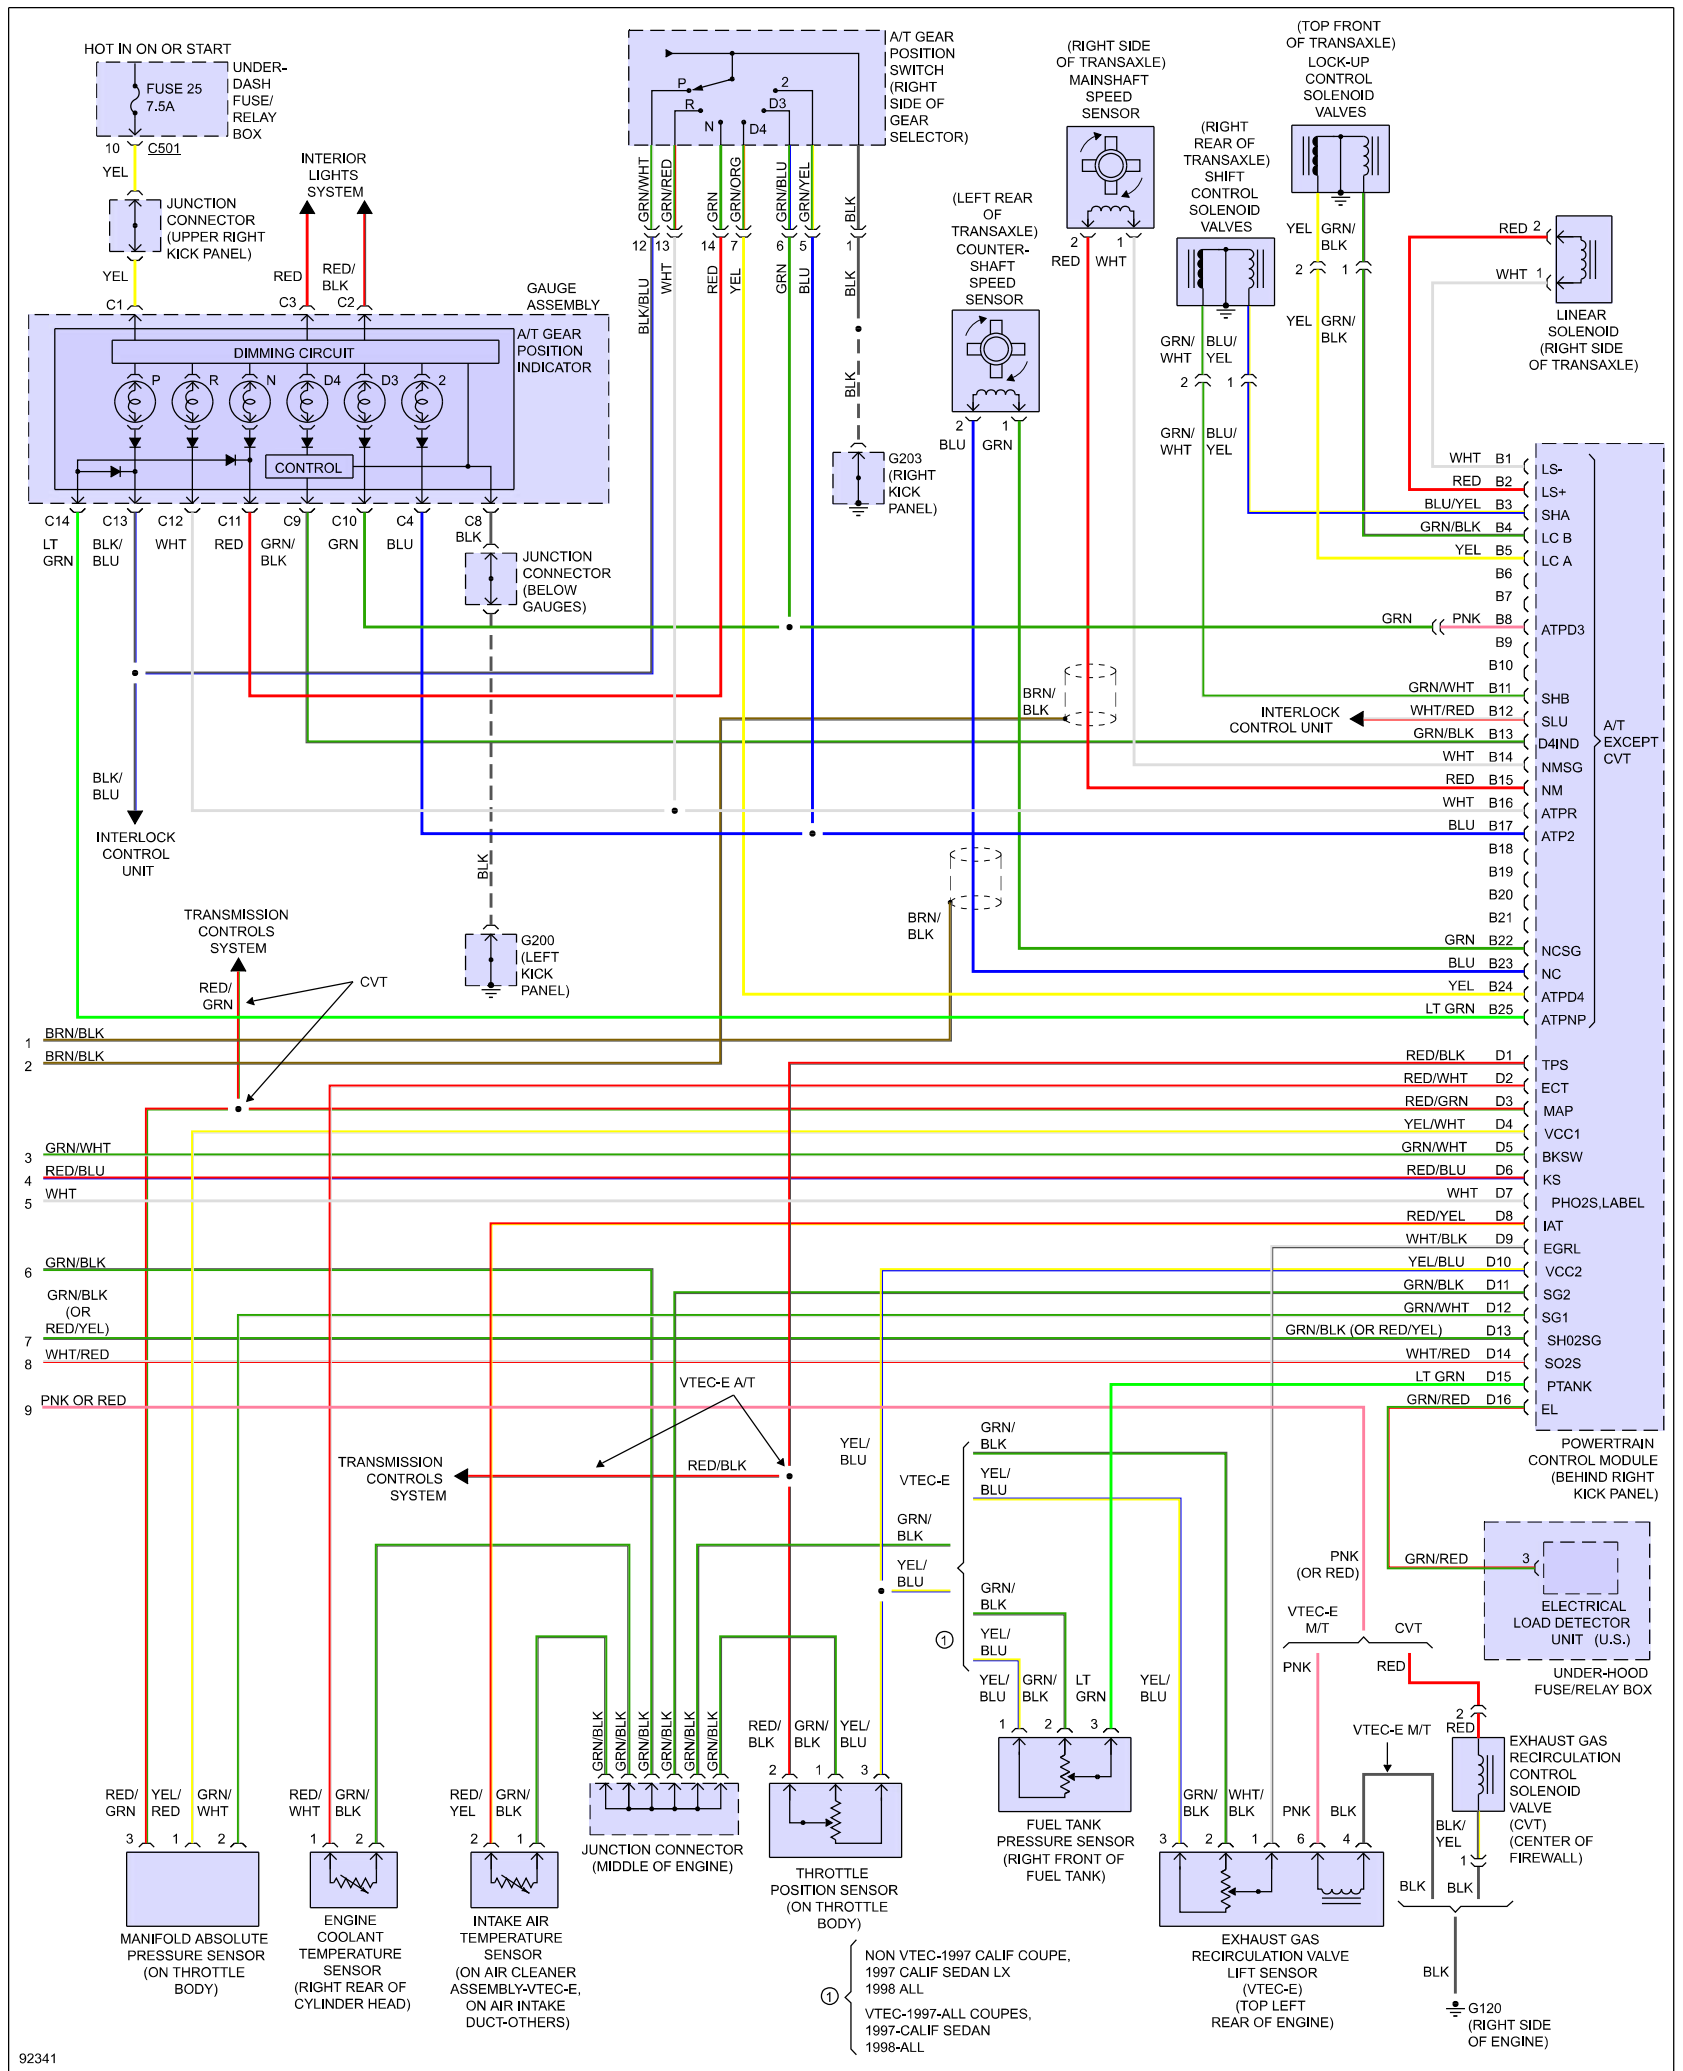 HOT IN ON OR START
FUSE 25
7.5A
UNDER-
DASH
FUSE/
RELAY
BOX
10
C501
YEL
JUNCTION
CONNECTOR
(UPPER RIGHT
KICK PANEL)
YEL
C1
INTERIOR
LIGHTS
SYSTEM
RED
RED/
BLK
C3
C2
GAUGE
ASSEMBLY
A/T GEAR
POSITION
INDICATOR
DIMMING CIRCUIT
P
R
N
D4
D3
2
CONTROL
C14
C13
C12
C11
C9
C10
C4
C8
LT
GRN
BLK/
BLU
WHT
RED
GRN/
BLK
GRN
BLU
BLK
JUNCTION
CONNECTOR
(BELOW
GAUGES)
BLK
G200
(LEFT
KICK
PANEL)
BLK/
BLU
INTERLOCK
CONTROL
UNIT
TRANSMISSION
CONTROLS
SYSTEM
RED/
GRN
CVT
A/T GEAR
POSITION
SWITCH
(RIGHT
SIDE OF
GEAR
SELECTOR)
P
R
N
D4
D3
2
GRN/WHT
GRN/RED
GRN
GRN/ORG
GRN/BLU
GRN/YEL
BLK
12
13
14
7
6
5
1
BLK/BLU
WHT
RED
YEL
GRN
BLU
BLK
BLK
G203
(RIGHT
KICK
PANEL)
(LEFT REAR
OF
TRANSAXLE)
COUNTER-
SHAFT
SPEED
SENSOR
2
1
BLU
GRN
(RIGHT SIDE
OF TRANSAXLE)
MAINSHAFT
SPEED
SENSOR
2
1
RED
WHT
(RIGHT
REAR OF
TRANSAXLE)
SHIFT
CONTROL
SOLENOID
VALVES
GRN/
WHT
BLU/
YEL
2
1
GRN/
WHT
BLU/
YEL
(TOP FRONT
OF TRANSAXLE)
LOCK-UP
CONTROL
SOLENOID
VALVES
YEL
GRN/
BLK
2
1
YEL
GRN/
BLK
RED 2
WHT 1
LINEAR
SOLENOID
(RIGHT SIDE
OF TRANSAXLE)
WHT B1 LS-
RED B2 LS+
BLU/YEL B3 SHA
GRN/BLK B4 LC B
YEL B5 LC A
B6
B7
GRN PNK B8 ATPD3
B9
B10
GRN/WHT B11 SHB
INTERLOCK
CONTROL UNIT
WHT/RED B12 SLU
GRN/BLK B13 D4IND
WHT B14 NMSG
RED B15 NM
WHT B16 ATPR
BLU B17 ATP2
B18
B19
B20
B21
GRN B22 NCSG
BLU B23 NC
YEL B24 ATPD4
LT GRN B25 ATPNP
A/T
EXCEPT
CVT
BRN/
BLK
BRN/
BLK
1 BRN/BLK
2 BRN/BLK
RED/BLK D1 TPS
RED/WHT D2 ECT
RED/GRN D3 MAP
YEL/WHT D4 VCC1
3 GRN/WHT
GRN/WHT D5 BKSW
4 RED/BLU
RED/BLU D6 KS
5 WHT
WHT D7 PHO2S,LABEL
RED/YEL D8 IAT
WHT/BLK D9 EGRL
6 GRN/BLK
YEL/BLU D10 VCC2
GRN/BLK D11 SG2
GRN/WHT D12 SG1
GRN/BLK
(OR
7 RED/YEL)
GRN/BLK (OR RED/YEL) D13 SH02SG
8 WHT/RED
WHT/RED D14 SO2S
LT GRN D15 PTANK
9 PNK OR RED
GRN/RED D16 EL
POWERTRAIN
CONTROL MODULE
(BEHIND RIGHT
KICK PANEL)
VTEC-E A/T
TRANSMISSION
CONTROLS
SYSTEM
RED/BLK
YEL/
BLU
VTEC-E
GRN/
BLK
YEL/
BLU
GRN/
BLK
YEL/
BLU
GRN/
BLK
YEL/
BLU
1
YEL/
BLU
GRN/
BLK
LT
GRN
1
2
3
FUEL TANK
PRESSURE SENSOR
(RIGHT FRONT OF
FUEL TANK)
GRN/RED
3
ELECTRICAL
LOAD DETECTOR
UNIT (U.S.)
UNDER-HOOD
FUSE/RELAY BOX
PNK
(OR RED)
VTEC-E
M/T
CVT
PNK
RED
2
RED
VTEC-E M/T
EXHAUST GAS
RECIRCULATION
CONTROL
SOLENOID
VALVE
(CVT)
(CENTER OF
FIREWALL)
YEL/
BLU
GRN/
BLK
WHT/
BLK
PNK
BLK
3
2
1
6
4
EXHAUST GAS
RECIRCULATION VALVE
LIFT SENSOR
(VTEC-E)
(TOP LEFT
REAR OF ENGINE)
BLK/
YEL
1
BLK
BLK
BLK
G120
(RIGHT SIDE
OF ENGINE)
RED/
GRN
YEL/
RED
GRN/
WHT
3
1
2
MANIFOLD ABSOLUTE
PRESSURE SENSOR
(ON THROTTLE
BODY)
RED/
WHT
GRN/
BLK
1
2
ENGINE
COOLANT
TEMPERATURE
SENSOR
(RIGHT REAR OF
CYLINDER HEAD)
RED/
YEL
GRN/
BLK
2
1
INTAKE AIR
TEMPERATURE
SENSOR
(ON AIR CLEANER
ASSEMBLY-VTEC-E,
ON AIR INTAKE
DUCT-OTHERS)
GRN/BLK
GRN/BLK
GRN/BLK
GRN/BLK
GRN/BLK
GRN/BLK
JUNCTION CONNECTOR
(MIDDLE OF ENGINE)
RED/
BLK
GRN/
BLK
YEL/
BLU
2
1
3
THROTTLE
POSITION SENSOR
(ON THROTTLE
BODY)
1
NON VTEC-1997 CALIF COUPE,
1997 CALIF SEDAN LX
1998 ALL
VTEC-1997-ALL COUPES,
1997-CALIF SEDAN
1998-ALL
92341